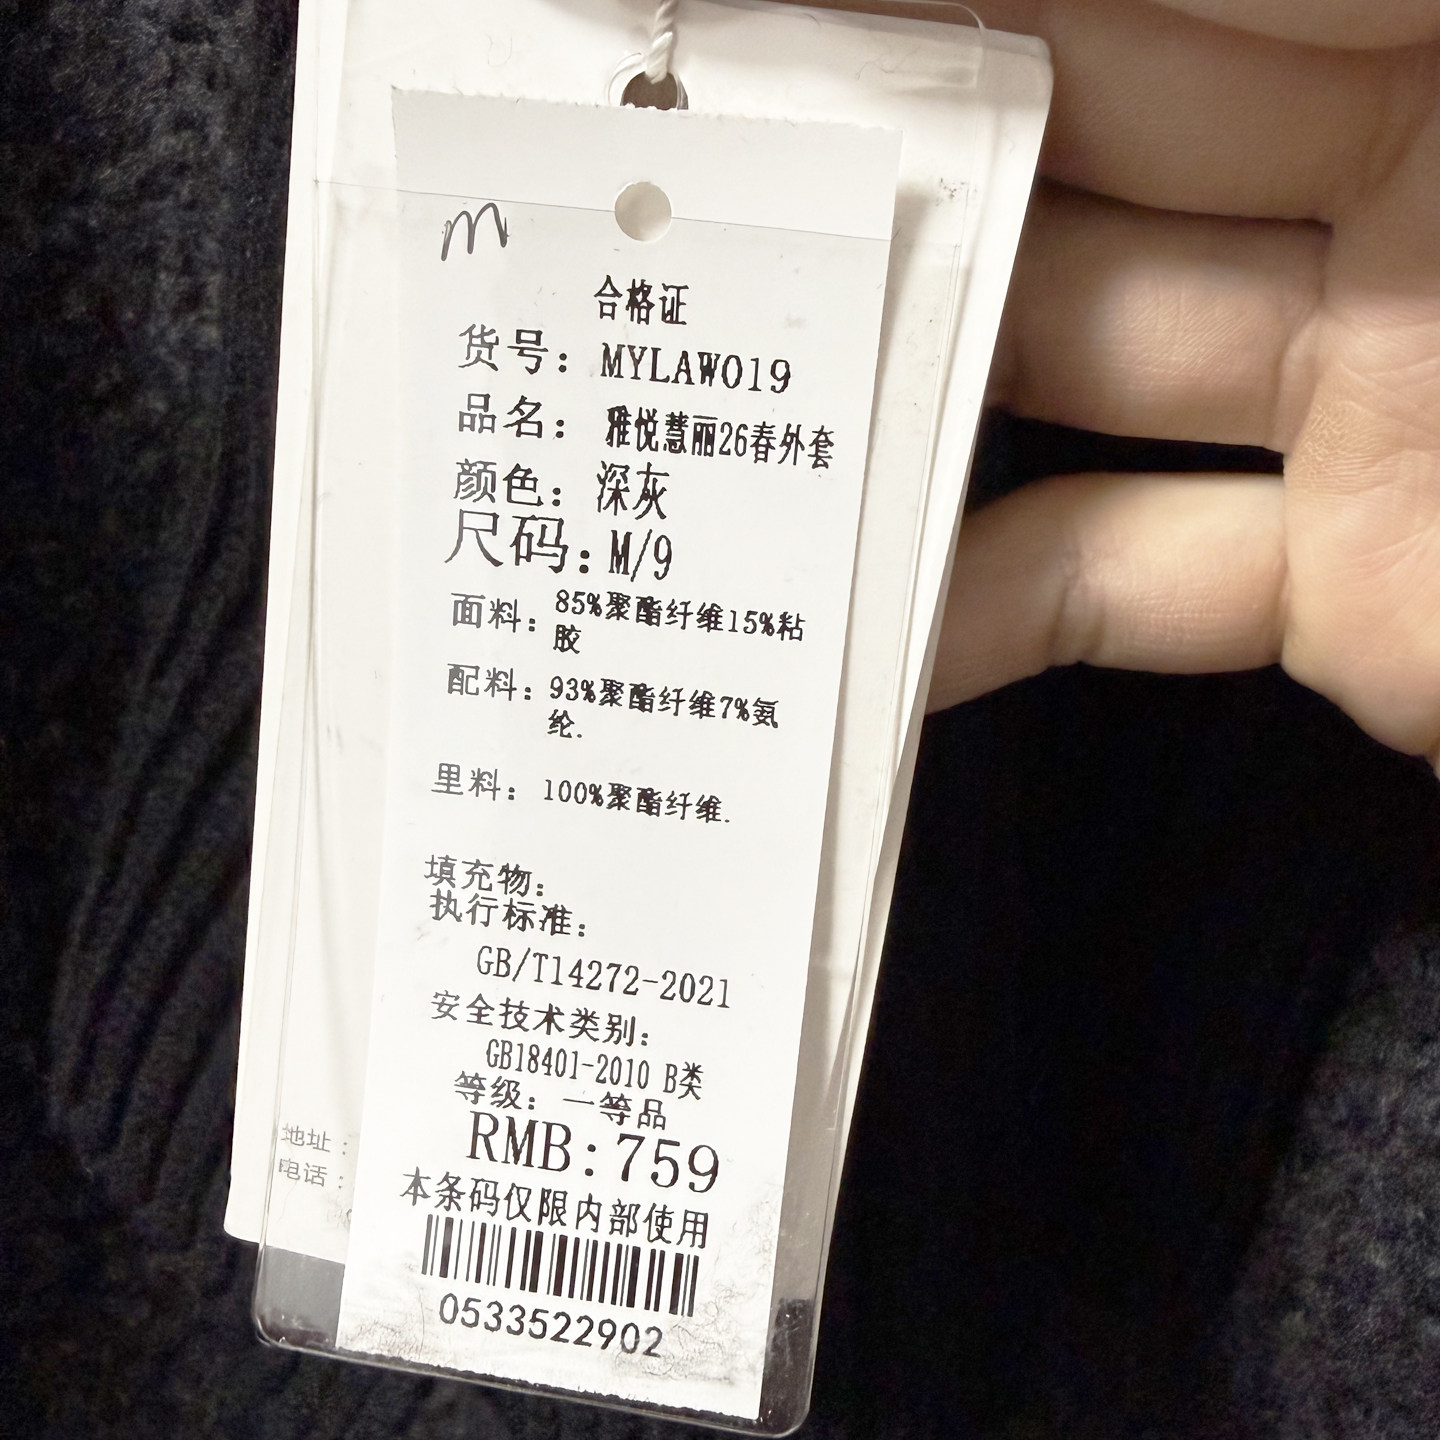 m
合格证
货号：MYLAW019
品名：雅悦慧丽26春外套
颜色：深灰
尺码：M/9
面料：85%聚酯纤维15%粘
胶
配料：93%聚酯纤维7%氨
纶.
里料：100%聚酯纤维.
填充物：
执行标准：
GB/T14272-2021
安全技术类别：
GB18401-2010 B类
等级：一等品
RMB:759
本条码仅限内部使用
0533522902
地址：
电话：